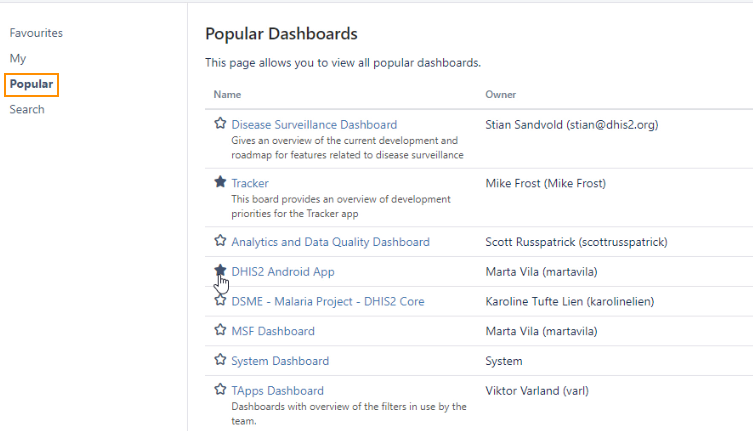 Favourites
My
Popular
Search
Popular Dashboards
This page allows you to view all popular dashboards.
Name Owner
Disease Surveillance Dashboard Stian Sandvold (stian@dhis2.org)
Gives an overview of the current development and
roadmap for features related to disease surveillance
Tracker Mike Frost (Mike Frost)
This board provides an overview of development
priorities for the Tracker app
Analytics and Data Quality Dashboard Scott Russpatrick (scottrusspatrick)
DHIS2 Android App Marta Vila (martavila)
DSME - Malaria Project - DHIS2 Core Karoline Tufte Lien (karolinelien)
MSF Dashboard Marta Vila (martavila)
System Dashboard System
TApps Dashboard Viktor Varland (varl)
Dashboards with overview of the filters in use by the
team.